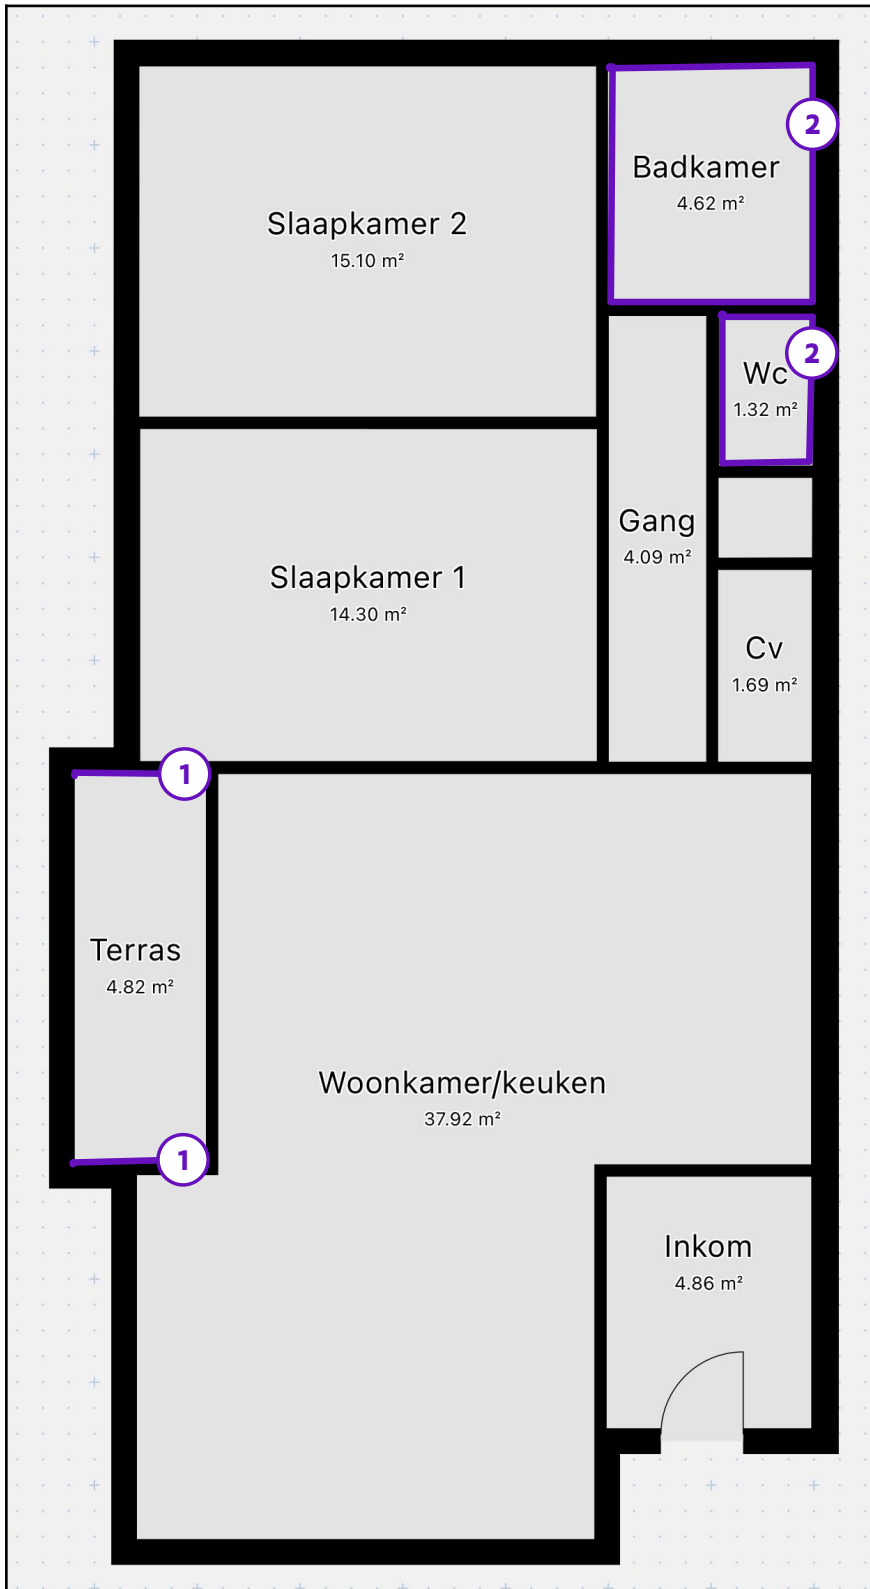 2
Badkamer
4.62 m²
Slaapkamer 2
15.10 m²
2
Wc
1.32 m²
Gang
4.09 m²
Slaapkamer 1
14.30 m²
Cv
1.69 m²
1
Terras
4.82 m²
Woonkamer/keuken
37.92 m²
1
Inkom
4.86 m²